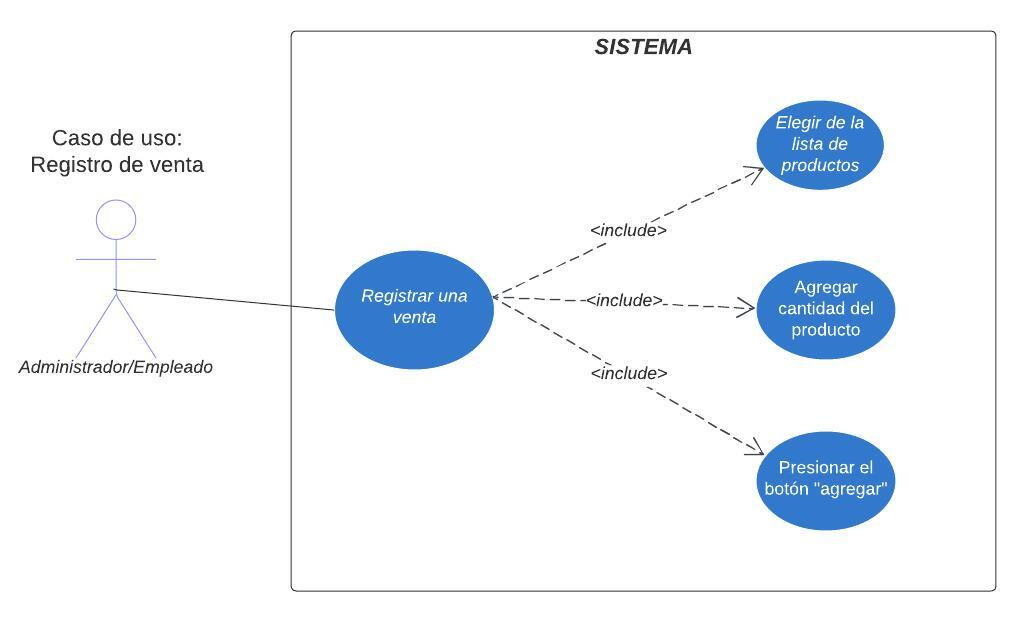 SISTEMA
Caso de uso:
Registro de venta
Administrador/Empleado
Registrar una
venta
<include>
<include>
<include>
Elegir de la
lista de
productos
Agregar
cantidad del
producto
Presionar el
botón "agregar"